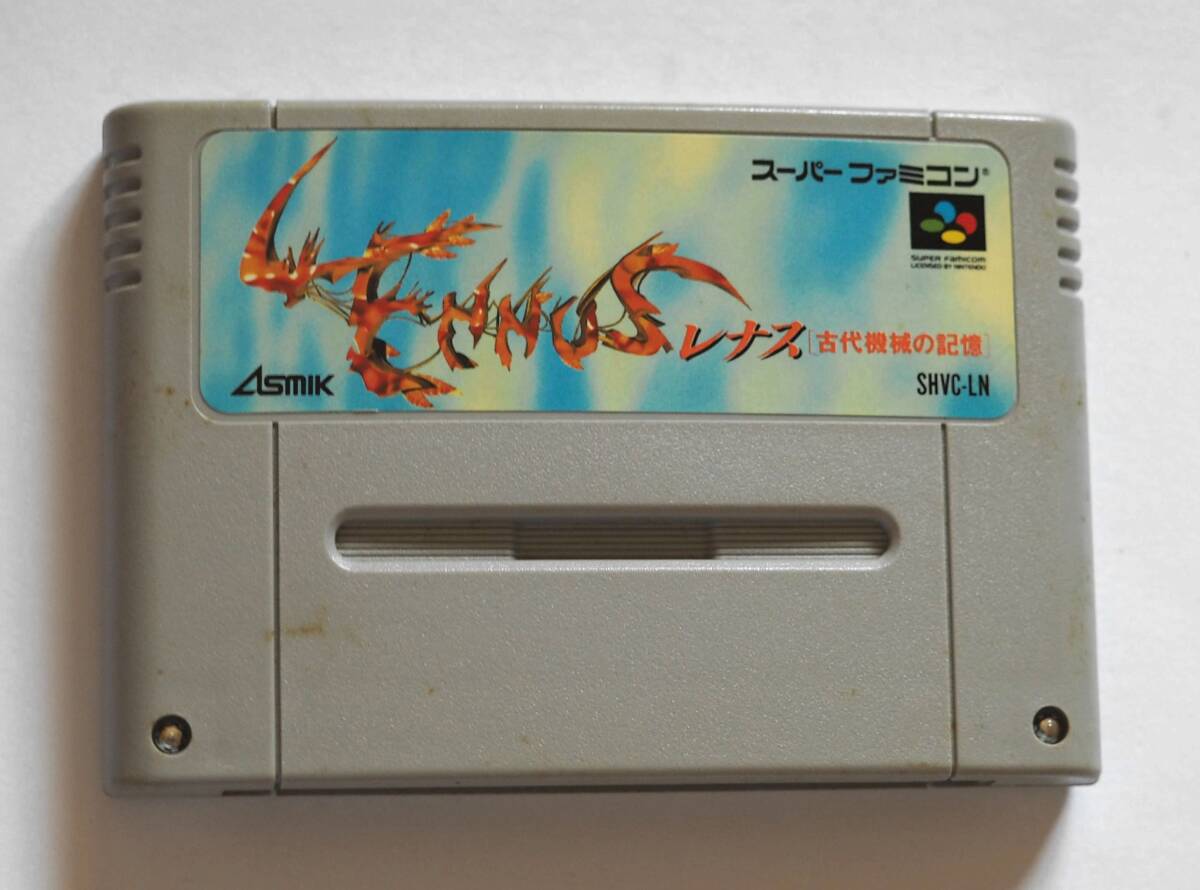 スーパーファミコン®
SUPER Famicom
LICENSED BY NINTENDO
LENNUS レナス [古代機械の記憶]
ASMIK
SHVC-LN